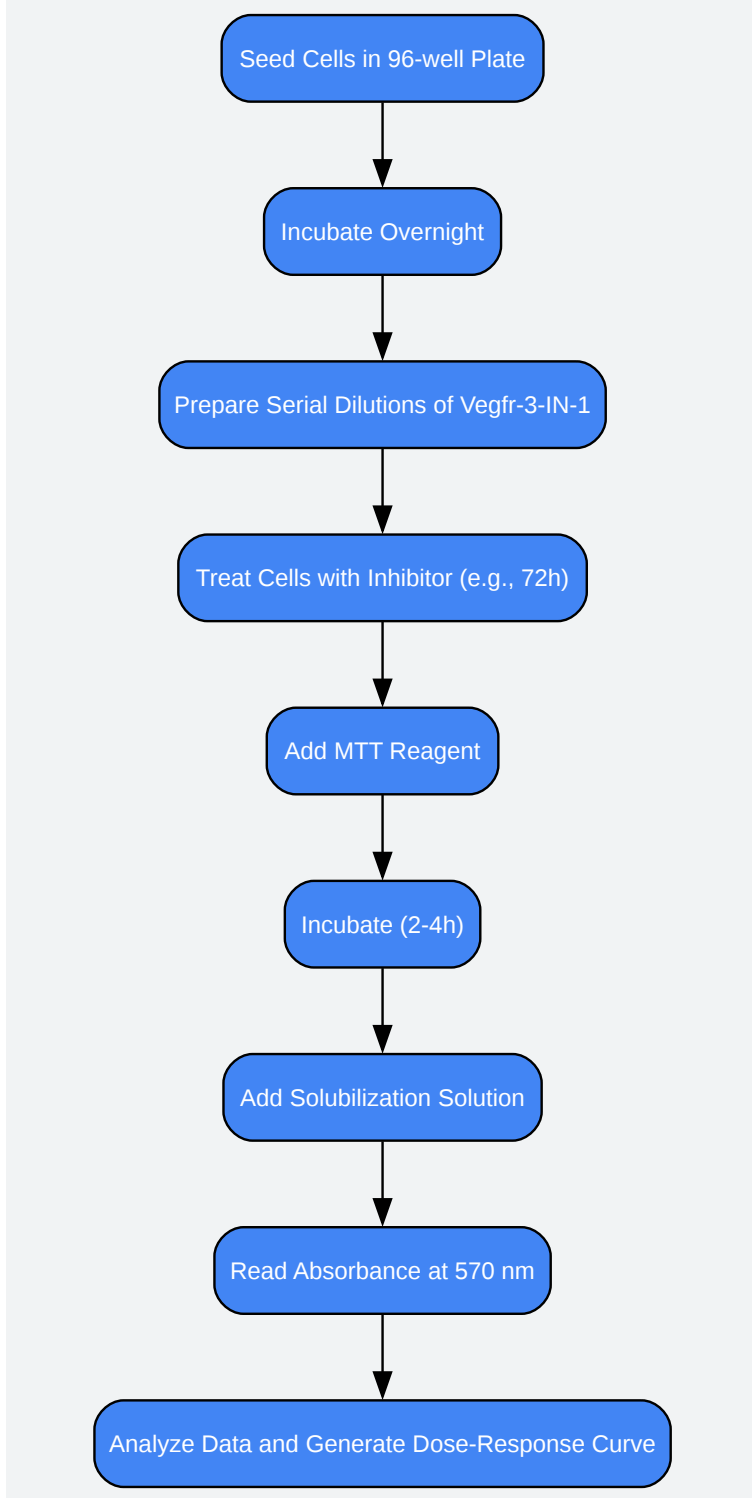 Seed Cells in 96-well Plate
Incubate Overnight
Prepare Serial Dilutions of Vegfr-3-IN-1
Treat Cells with Inhibitor (e.g., 72h)
Add MTT Reagent
Incubate (2-4h)
Add Solubilization Solution
Read Absorbance at 570 nm
Analyze Data and Generate Dose-Response Curve